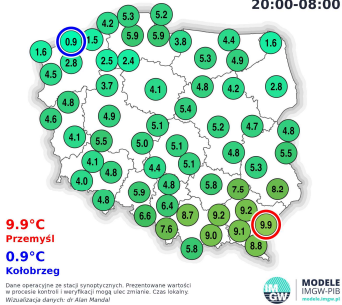 20:00-08:00
5.3 5.2
4.2
1.5 5.9 5.9 3.8 4.4 1.6
0.9
1.6
2.8 2.5 2.4 5.3 4.9
4.5
3.7 4.1 4.8 4.2 2.8
4.8
5.4
4.6 4.9 5.1 5.2 4.7 4.8
4.1 5.5 5.0 5.1 4.8 5.5
4.1 4.4 5.1 5.3
4.0 4.8
4.8 5.9 4.8 5.8 7.5 8.2
6.4
6.6 8.7 9.2 9.2
7.6 9.0 9.1 9.9
5.8 8.8
9.9°C
Przemyśl
0.9°C
Kołobrzeg
Dane operacyjne ze stacji synoptycznych. Prezentowane wartości
w procesie kontroli i weryfikacji mogą ulec zmianie. Czas lokalny.
Wizualizacja danych: dr Alan Mandal
IM
GW
MODELE
IMGW-PIB
modele.imgw.pl